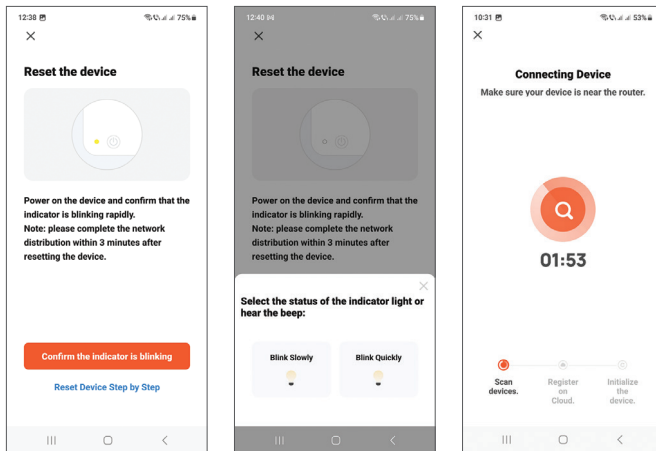 12:38
75%
Reset the device
Power on the device and confirm that the
indicator is blinking rapidly.
Note: please complete the network
distribution within 3 minutes after
resetting the device.
Confirm the indicator is blinking
Reset Device Step by Step
12:40
75%
Reset the device
Power on the device and confirm that the
indicator is blinking rapidly.
Note: please complete the network
distribution within 3 minutes after
resetting the device.
Select the status of the indicator light or
hear the beep:
Blink Slowly
Blink Quickly
10:31
53%
Connecting Device
Make sure your device is near the router.
01:53
Scan
devices.
Register
on
Cloud.
Initialize
the
device.